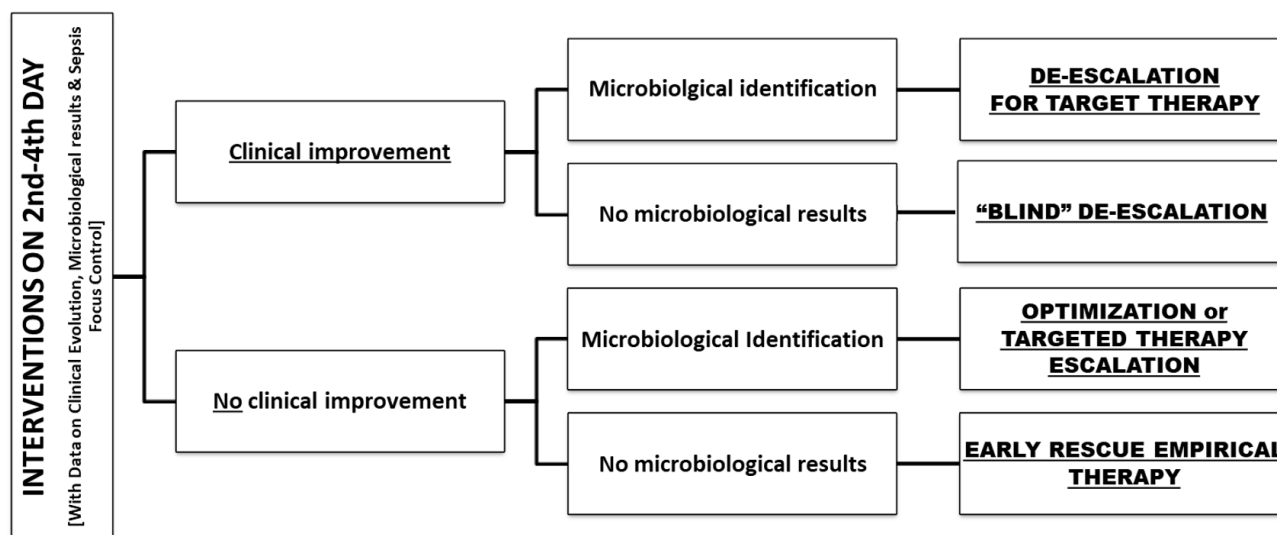 INTERVENTIONS ON 2nd-4th DAY
[With Data on Clinical Evolution, Microbiological results & Sepsis
Focus Control]
Clinical improvement
Microbiolgical identification
DE-ESCALATION
FOR TARGET THERAPY
No microbiological results
“BLIND” DE-ESCALATION
No clinical improvement
Microbiological Identification
OPTIMIZATION or
TARGETED THERAPY
ESCALATION
No microbiological results
EARLY RESCUE EMPIRICAL
THERAPY